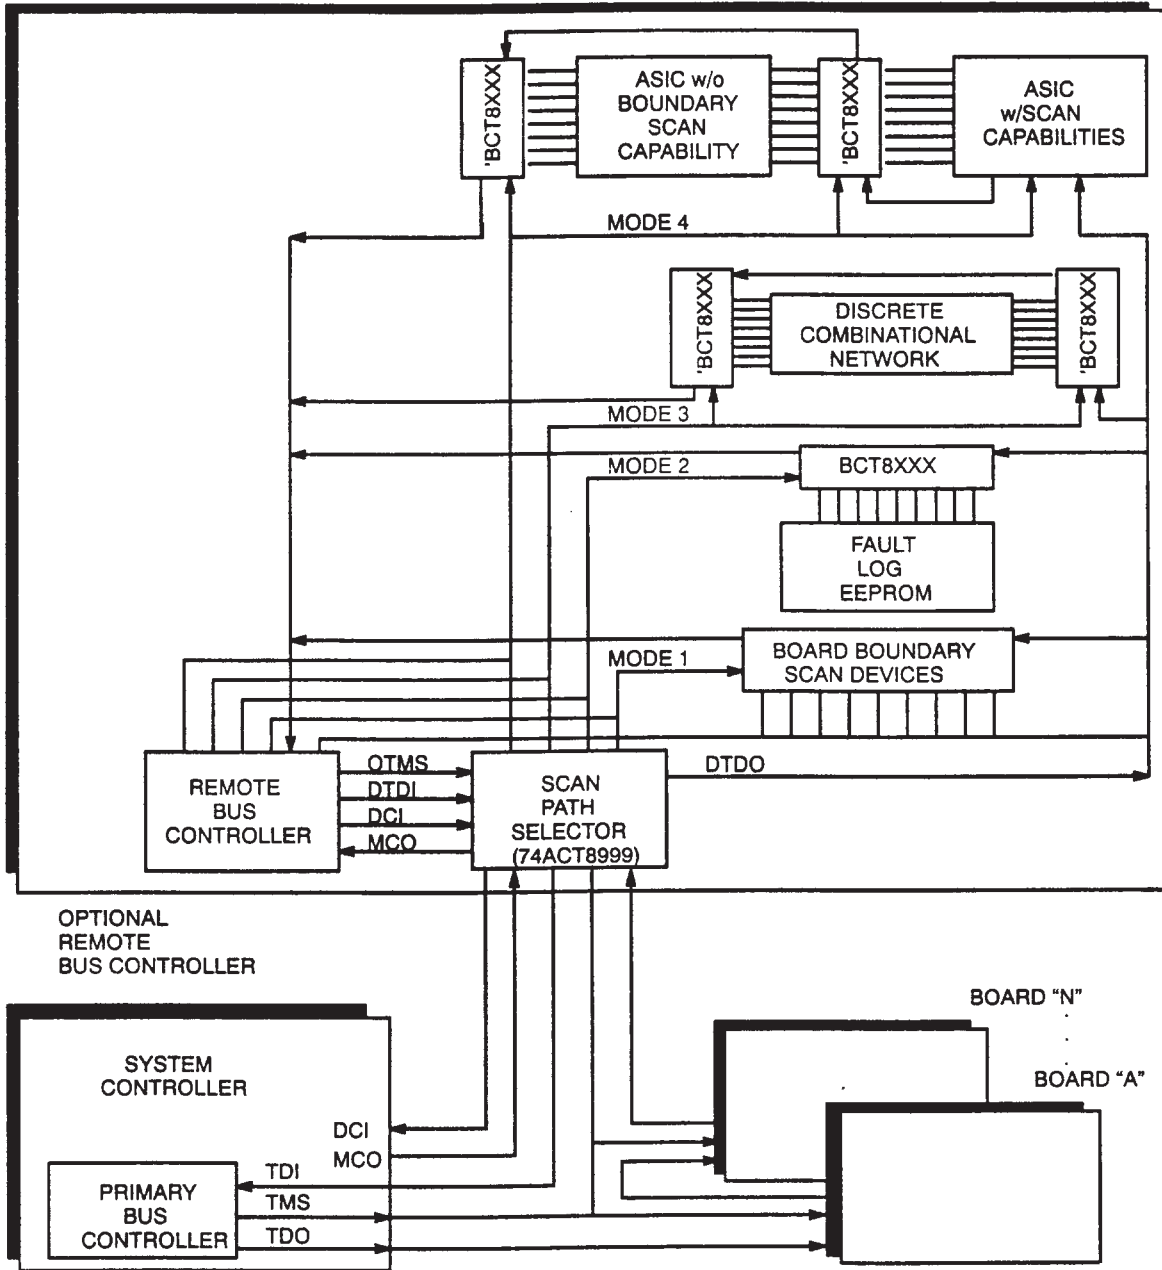 'BCT8XXX
ASIC w/o
BOUNDARY
SCAN
CAPABILITY
'BCT8XXX
ASIC
w/SCAN
CAPABILITIES
MODE 4
'BCT8XXX
DISCRETE
COMBINATIONAL
NETWORK
'BCT8XXX
MODE 3
MODE 2
BCT8XXX
FAULT
LOG
EEPROM
MODE 1
BOARD BOUNDARY
SCAN DEVICES
REMOTE
BUS
CONTROLLER
OTMS
DTDI
DCI
MCO
SCAN
PATH
SELECTOR
(74ACT8999)
DTDO
OPTIONAL
REMOTE
BUS CONTROLLER
SYSTEM
CONTROLLER
DCI
MCO
PRIMARY
BUS
CONTROLLER
TDI
TMS
TDO
BOARD “N”
BOARD “A”